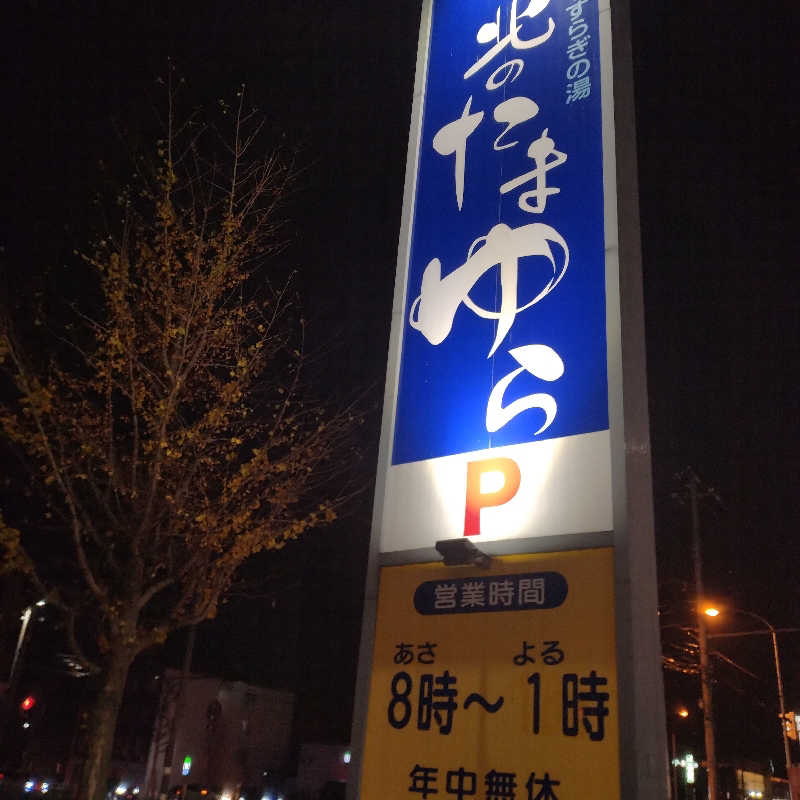 すらぎの湯
北のたまゆら
P
営業時間
あさ よる
8時～1時
年中無休